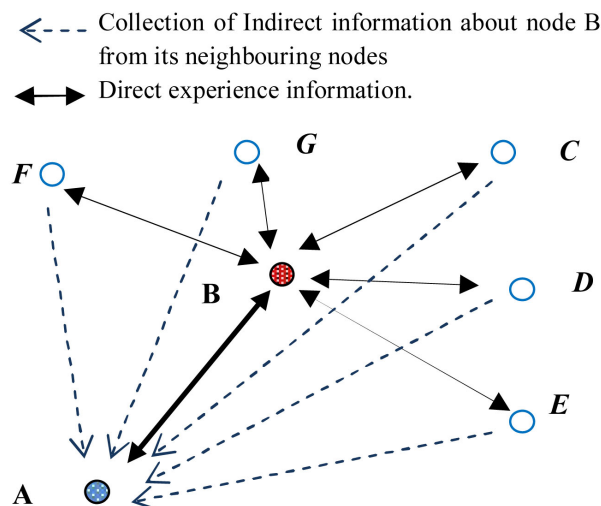 Collection of Indirect information about node B
from its neighbouring nodes
Direct experience information.
G
C
F
B
D
E
A